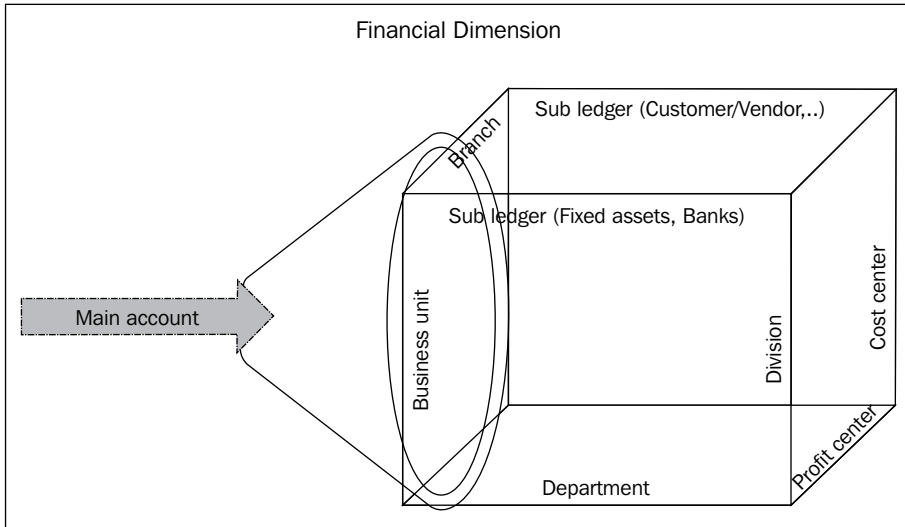 Financial Dimension
Sub ledger (Customer/Vendor,..)
Branch
Sub ledger (Fixed assets, Banks)
Main account
Business unit
Division
Cost center
Profit center
Department